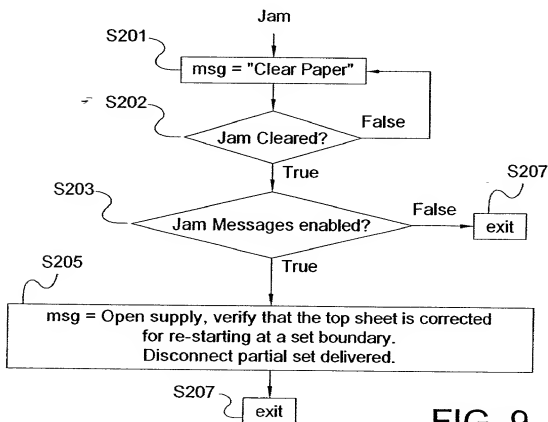 Jam
S201
msg = "Clear Paper"
S202
Jam Cleared?
False
True
S203
Jam Messages enabled?
False
S207
exit
True
S205
msg = Open supply, verify that the top sheet is corrected
for re-starting at a set boundary.
Disconnect partial set delivered.
S207
exit
FIG. 9